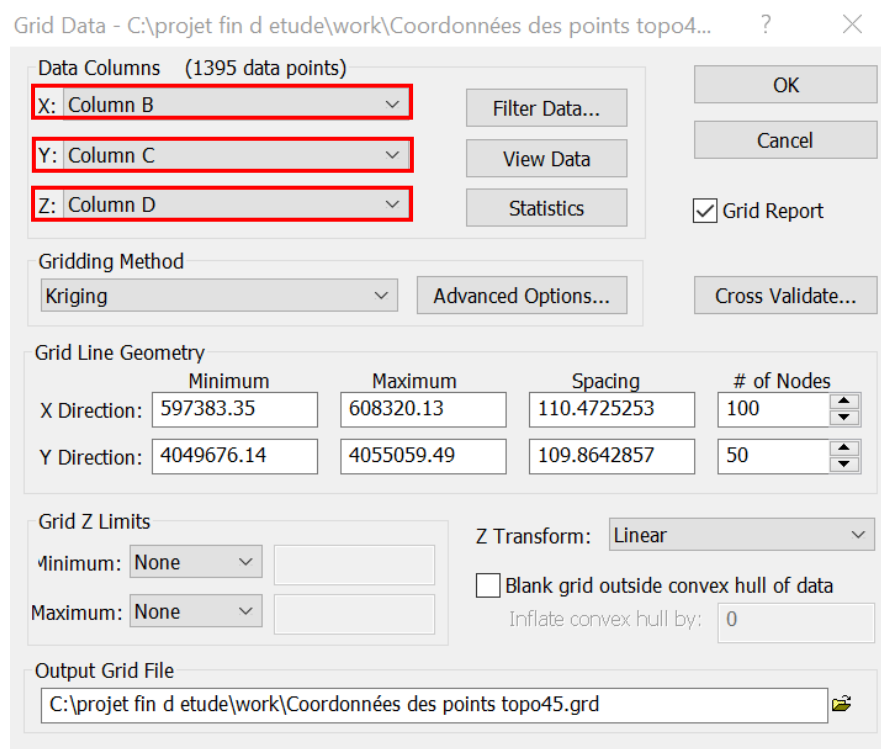 Grid Data - C:\projet fin d etude\work\Coordonnées des points topo4... ? ×
Data Columns (1395 data points)
X: Column B
Y: Column C
Z: Column D
Filter Data...
View Data
Statistics
OK
Cancel
Grid Report
Gridding Method
Kriging
Advanced Options...
Cross Validate...
Grid Line Geometry
Minimum Maximum Spacing # of Nodes
X Direction: 597383.35 608320.13 110.4725253 100
Y Direction: 4049676.14 4055059.49 109.8642857 50
Grid Z Limits
Minimum: None
Maximum: None
Z Transform: Linear
Blank grid outside convex hull of data
Inflate convex hull by: 0
Output Grid File
C:\projet fin d etude\work\Coordonnées des points topo45.grd